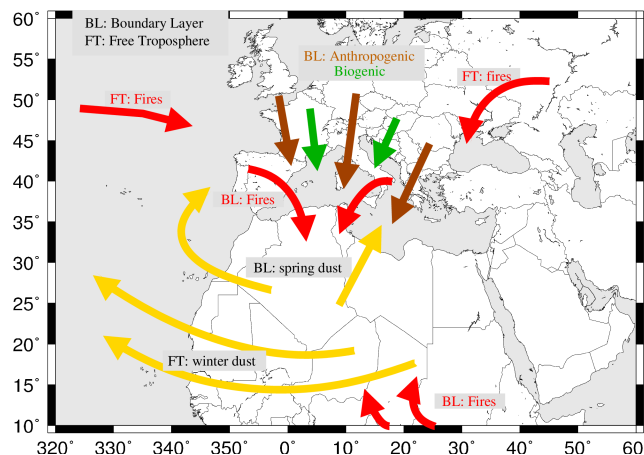 60°
BL: Boundary Layer
FT: Free Troposphere
BL: Anthropogenic
Biogenic
FT: fires
55°
FT: Fires
50°
45°
40°
BL: Fires
35°
30°
BL: spring dust
25°
20°
FT: winter dust
15°
BL: Fires
10°
320° 330° 340° 350° 0° 10° 20° 30° 40° 50° 60°